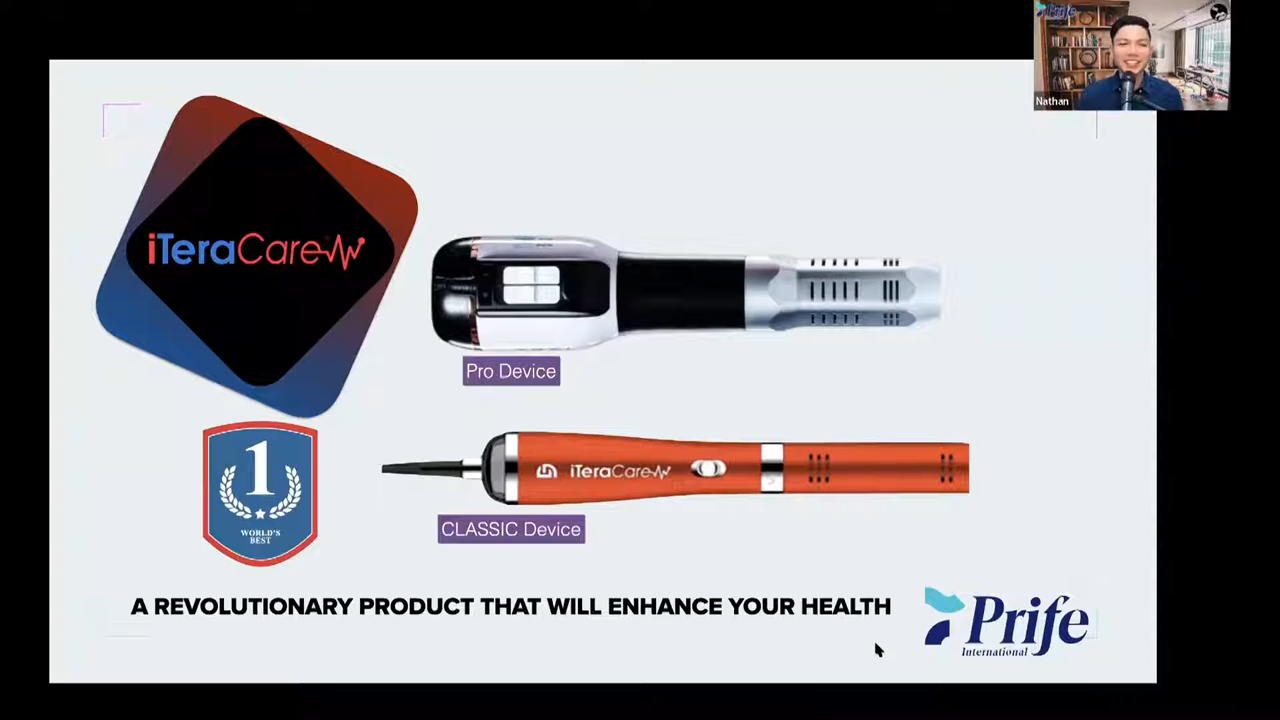 Prife
Nathan
iTeraCare
Pro Device
iTeraCare
CLASSIC Device
1
WORLD'S
BEST
A REVOLUTIONARY PRODUCT THAT WILL ENHANCE YOUR HEALTH
Prife
International